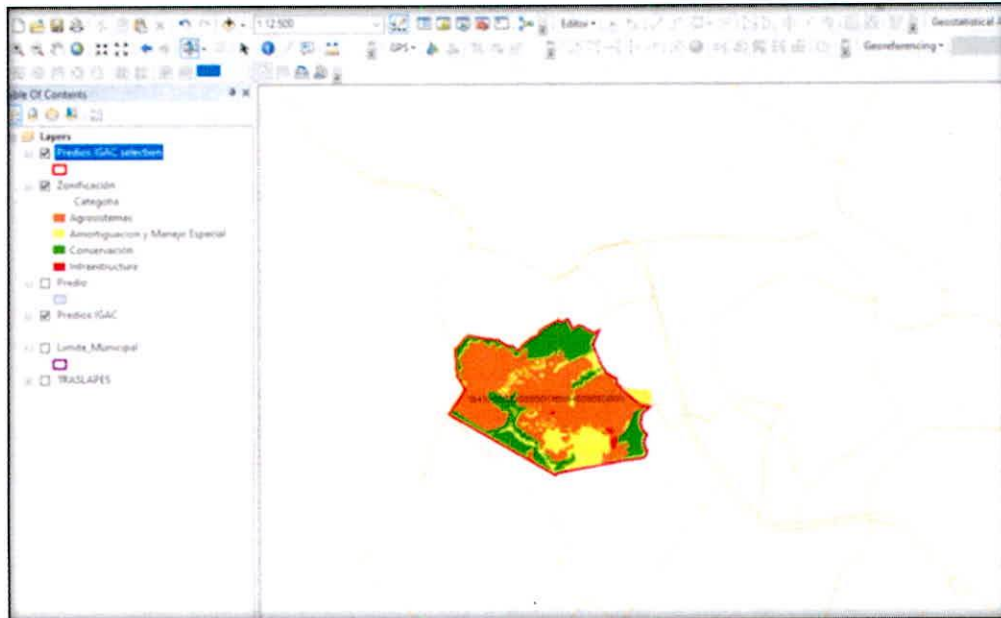 1:12.500
Editor
Geostatistical
GPS
Georeferencing
ble Of Contents
Layers
Predios IGAC selection
Zonificación
Categoria
Agrosistemas
Amortiguacion y Manejo Especial
Conservación
Infraestructura
Predio
Predios IGAC
Limite_Municipal
TRASLAPES